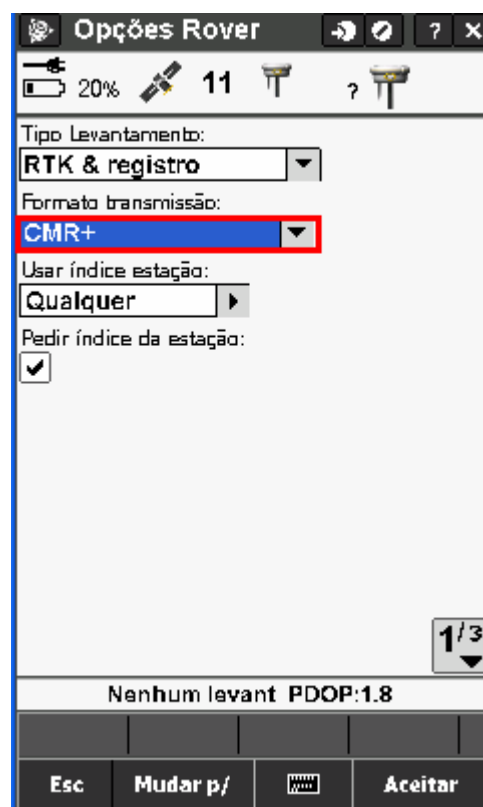 Opções Rover ? X
20% 11 ?
Tipo Levantamento:
RTK & registro
Formato transmissão:
CMR+
Usar índice estação:
Qualquer
Pedir índice da estação:
1/3
Nenhum levant PDOP:1.8
Esc Mudar p/ Aceitar